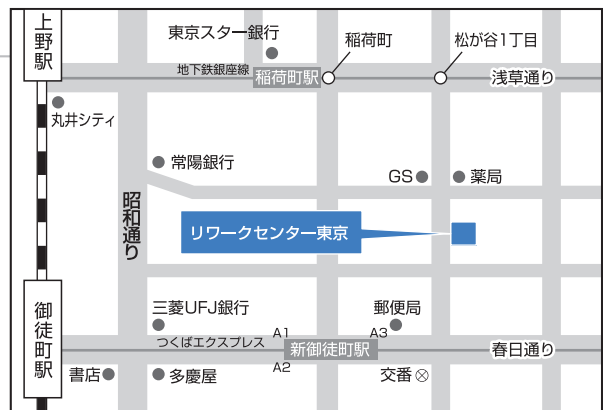 上野駅
東京スター銀行
稲荷町
松が谷1丁目
地下鉄銀座線
稲荷町駅
浅草通り
丸井シティ
常陽銀行
GS
薬局
昭和通り
リワークセンター東京
御徒町駅
三菱UFJ銀行
郵便局
A1
A3
つくばエクスプレス
新御徒町駅
春日通り
A2
書店
多慶屋
交番